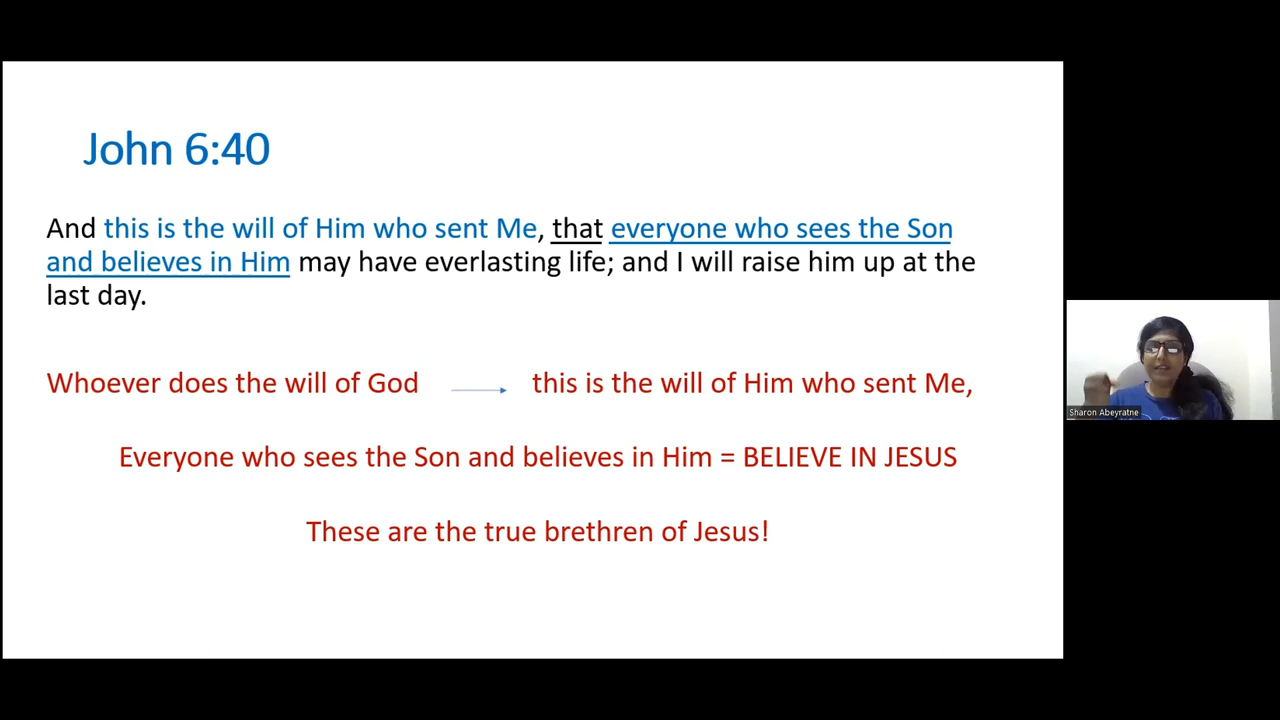 John 6:40
And this is the will of Him who sent Me, that everyone who sees the Son
and believes in Him may have everlasting life; and I will raise him up at the
last day.
Whoever does the will of God this is the will of Him who sent Me,
Everyone who sees the Son and believes in Him = BELIEVE IN JESUS
These are the true brethren of Jesus!
Sharon Abeyratne